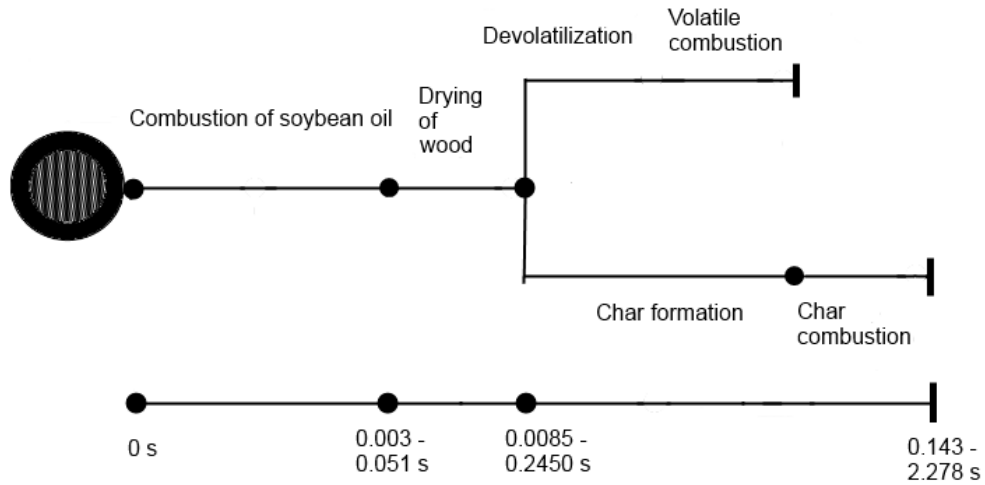 Devolatilization
Volatile
combustion
Combustion of soybean oil
Drying
of
wood
Char formation
Char
combustion
0 s
0.003 -
0.051 s
0.0085 -
0.2450 s
0.143 -
2.278 s